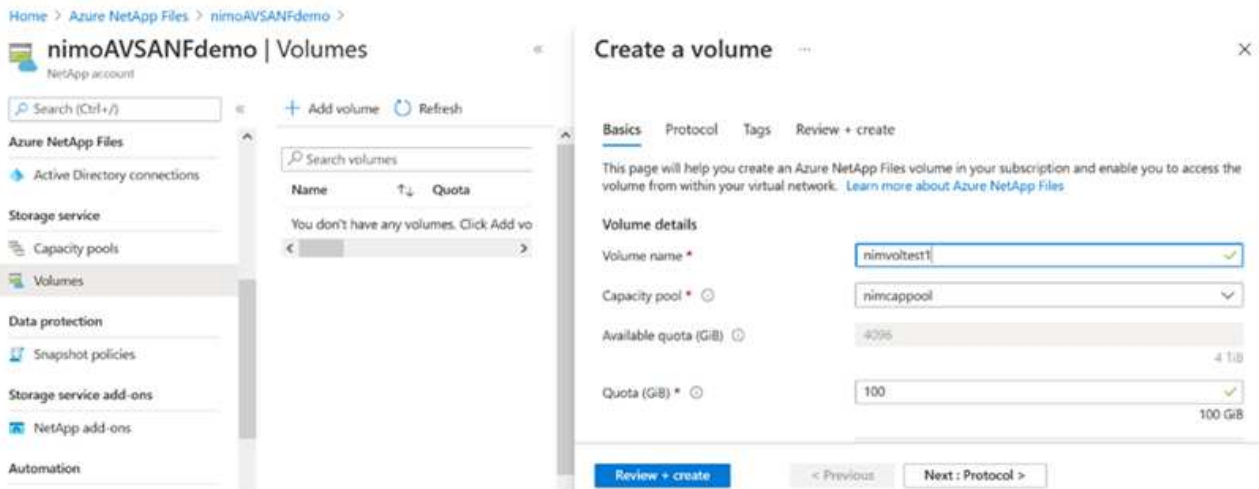 Home > Azure NetApp Files > nimoAVSANFdemo >
nimoAVSANFdemo | Volumes
NetApp account
Search (Ctrl+/)
Azure NetApp Files
Active Directory connections
Storage service
Capacity pools
Volumes
Data protection
Snapshot policies
Storage service add-ons
NetApp add-ons
Automation
Add volume
Refresh
Search volumes
Name
Quota
You don't have any volumes. Click Add vo
Create a volume
Basics
Protocol
Tags
Review + create
This page will help you create an Azure NetApp Files volume in your subscription and enable you to access the
volume from within your virtual network. Learn more about Azure NetApp Files
Volume details
Volume name *
nimvoltest1
Capacity pool *
nimcappool
Available quota (GiB)
4096
4 TiB
Quota (GiB) *
100
100 GiB
Review + create
< Previous
Next : Protocol >